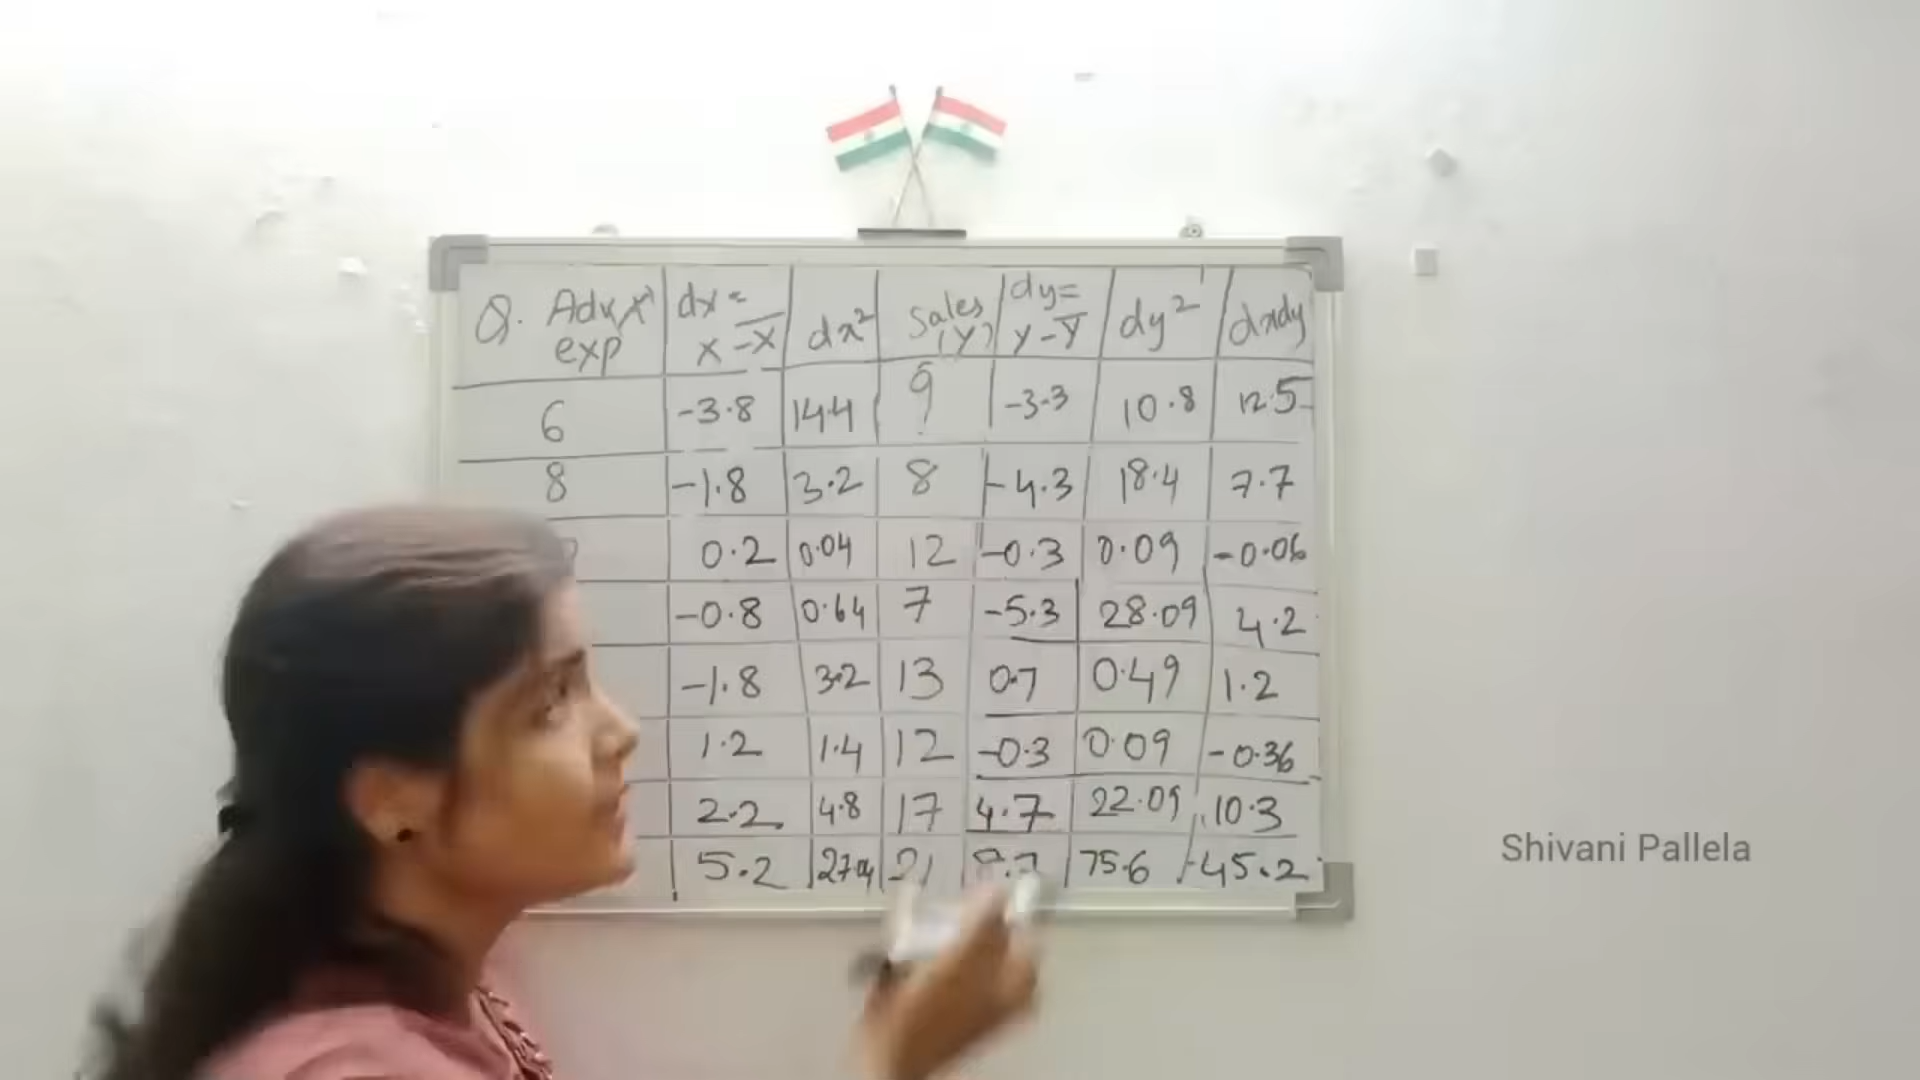 Q. Adv X exp dx = x - X̅ dx² Sales (Y) dy = y - Y̅ dy² dxdy
6 -3.8 14.4 9 -3.3 10.8 12.5
8 -1.8 3.2 8 -4.3 18.4 7.7
0.2 0.04 12 -0.3 0.09 -0.06
-0.8 0.64 7 -5.3 28.09 4.2
-1.8 3.2 13 0.7 0.49 1.2
1.2 1.4 12 -0.3 0.09 -0.36
2.2 4.8 17 4.7 22.09 10.3
5.2 27.04 21 75.6 45.2
Shivani Pallela